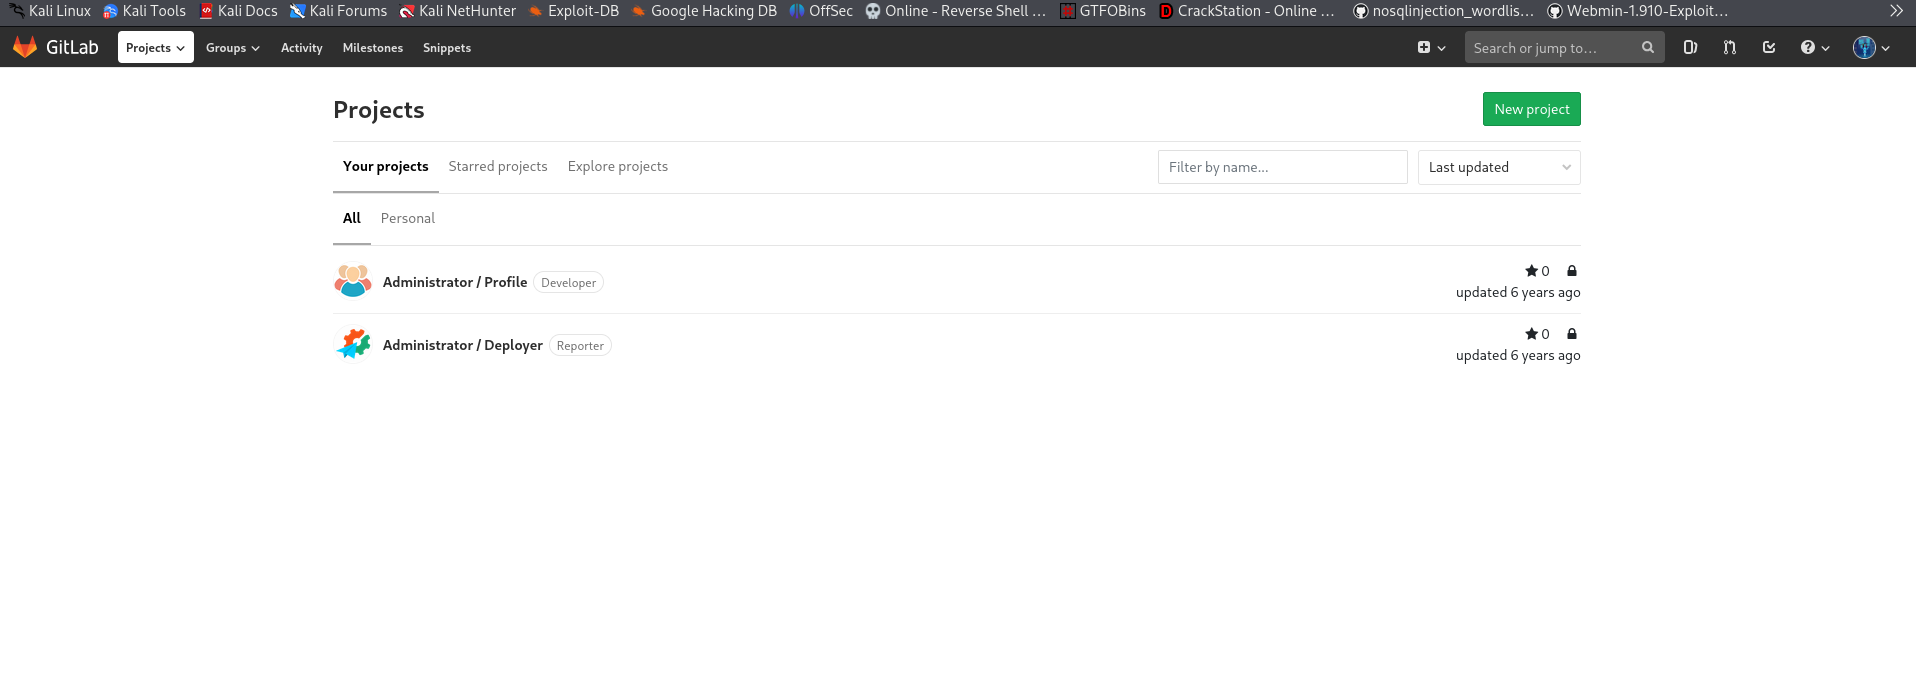 Kali Linux Kali Tools Kali Docs Kali Forums Kali NetHunter Exploit-DB Google Hacking DB OffSec Online - Reverse Shell … GTFOBins CrackStation - Online … nosqlinjection_wordlis… Webmin-1.910-Exploit…
GitLab Projects Groups Activity Milestones Snippets Search or jump to…
Projects New project
Your projects Starred projects Explore projects Filter by name... Last updated
All Personal
Administrator / Profile Developer 0
updated 6 years ago
Administrator / Deployer Reporter 0
updated 6 years ago